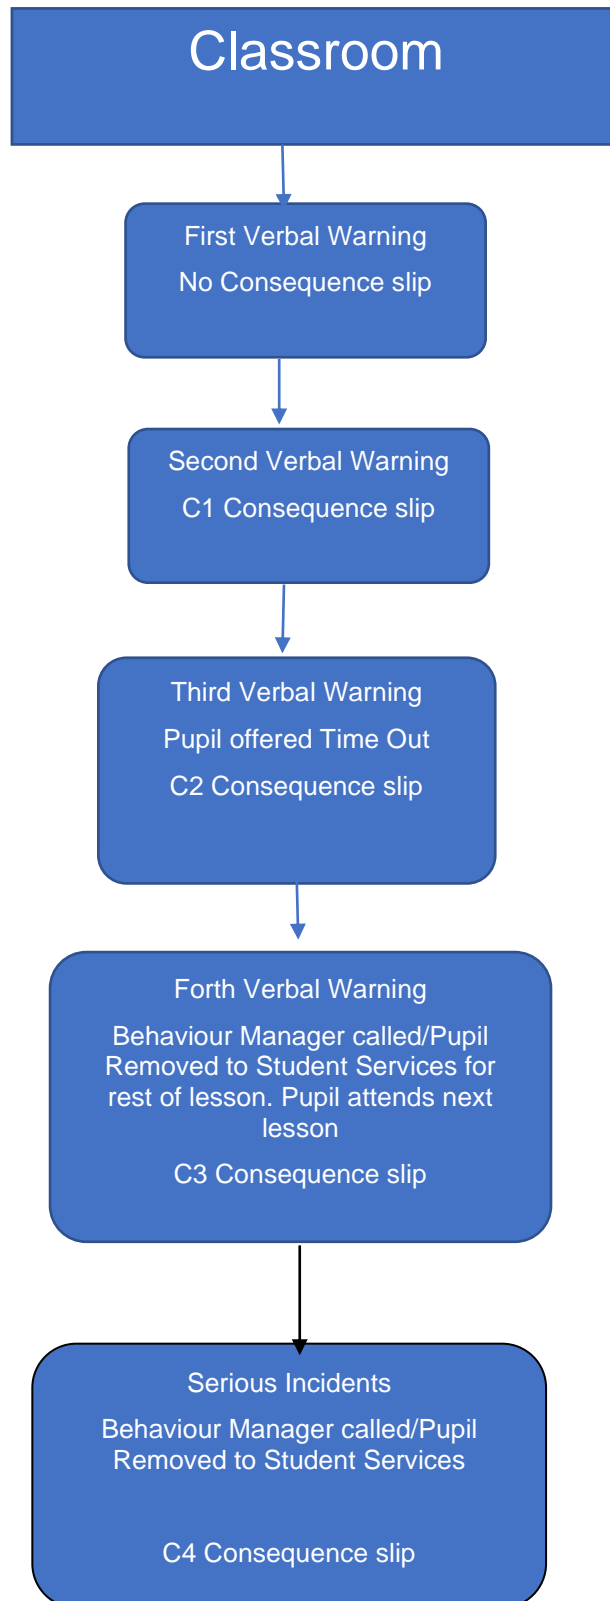 Classroom
First Verbal Warning
No Consequence slip
Second Verbal Warning
C1 Consequence slip
Third Verbal Warning
Pupil offered Time Out
C2 Consequence slip
Forth Verbal Warning
Behaviour Manager called/Pupil
Removed to Student Services for
rest of lesson. Pupil attends next
lesson
C3 Consequence slip
Serious Incidents
Behaviour Manager called/Pupil
Removed to Student Services
C4 Consequence slip